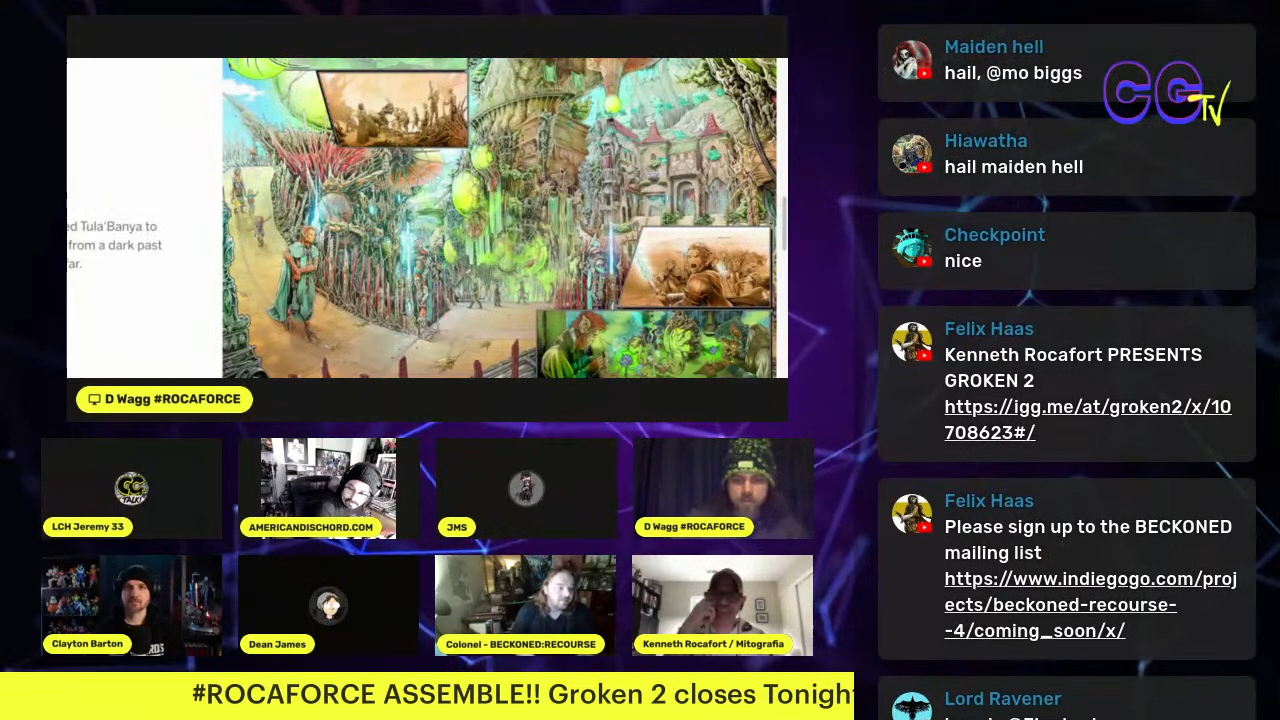 ed Tula'Banya to
from a dark past
far.
D Wagg #ROCAFORCE
LCH Jeremy 33
AMERICANDISCHORD.COM
JMS
D Wagg #ROCAFORCE
Clayton Barton
Dean James
Colonel - BECKONED:RECOURSE
Kenneth Rocafort / Mitografia
#ROCAFORCE ASSEMBLE!! Groken 2 closes Tonight
CG TV
Maiden hell
hail, @mo biggs
Hiawatha
hail maiden hell
Checkpoint
nice
Felix Haas
Kenneth Rocafort PRESENTS
GROKEN 2
https://igg.me/at/groken2/x/10
708623#/
Felix Haas
Please sign up to the BECKONED
mailing list
https://www.indiegogo.com/proj
ects/beckoned-recourse-
-4/coming_soon/x/
Lord Ravener